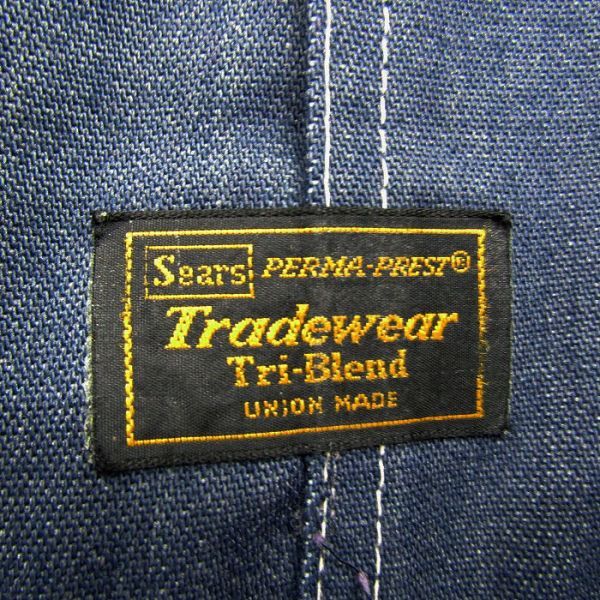 Sears PERMA-PREST®
Tradewear
Tri-Blend
UNION MADE